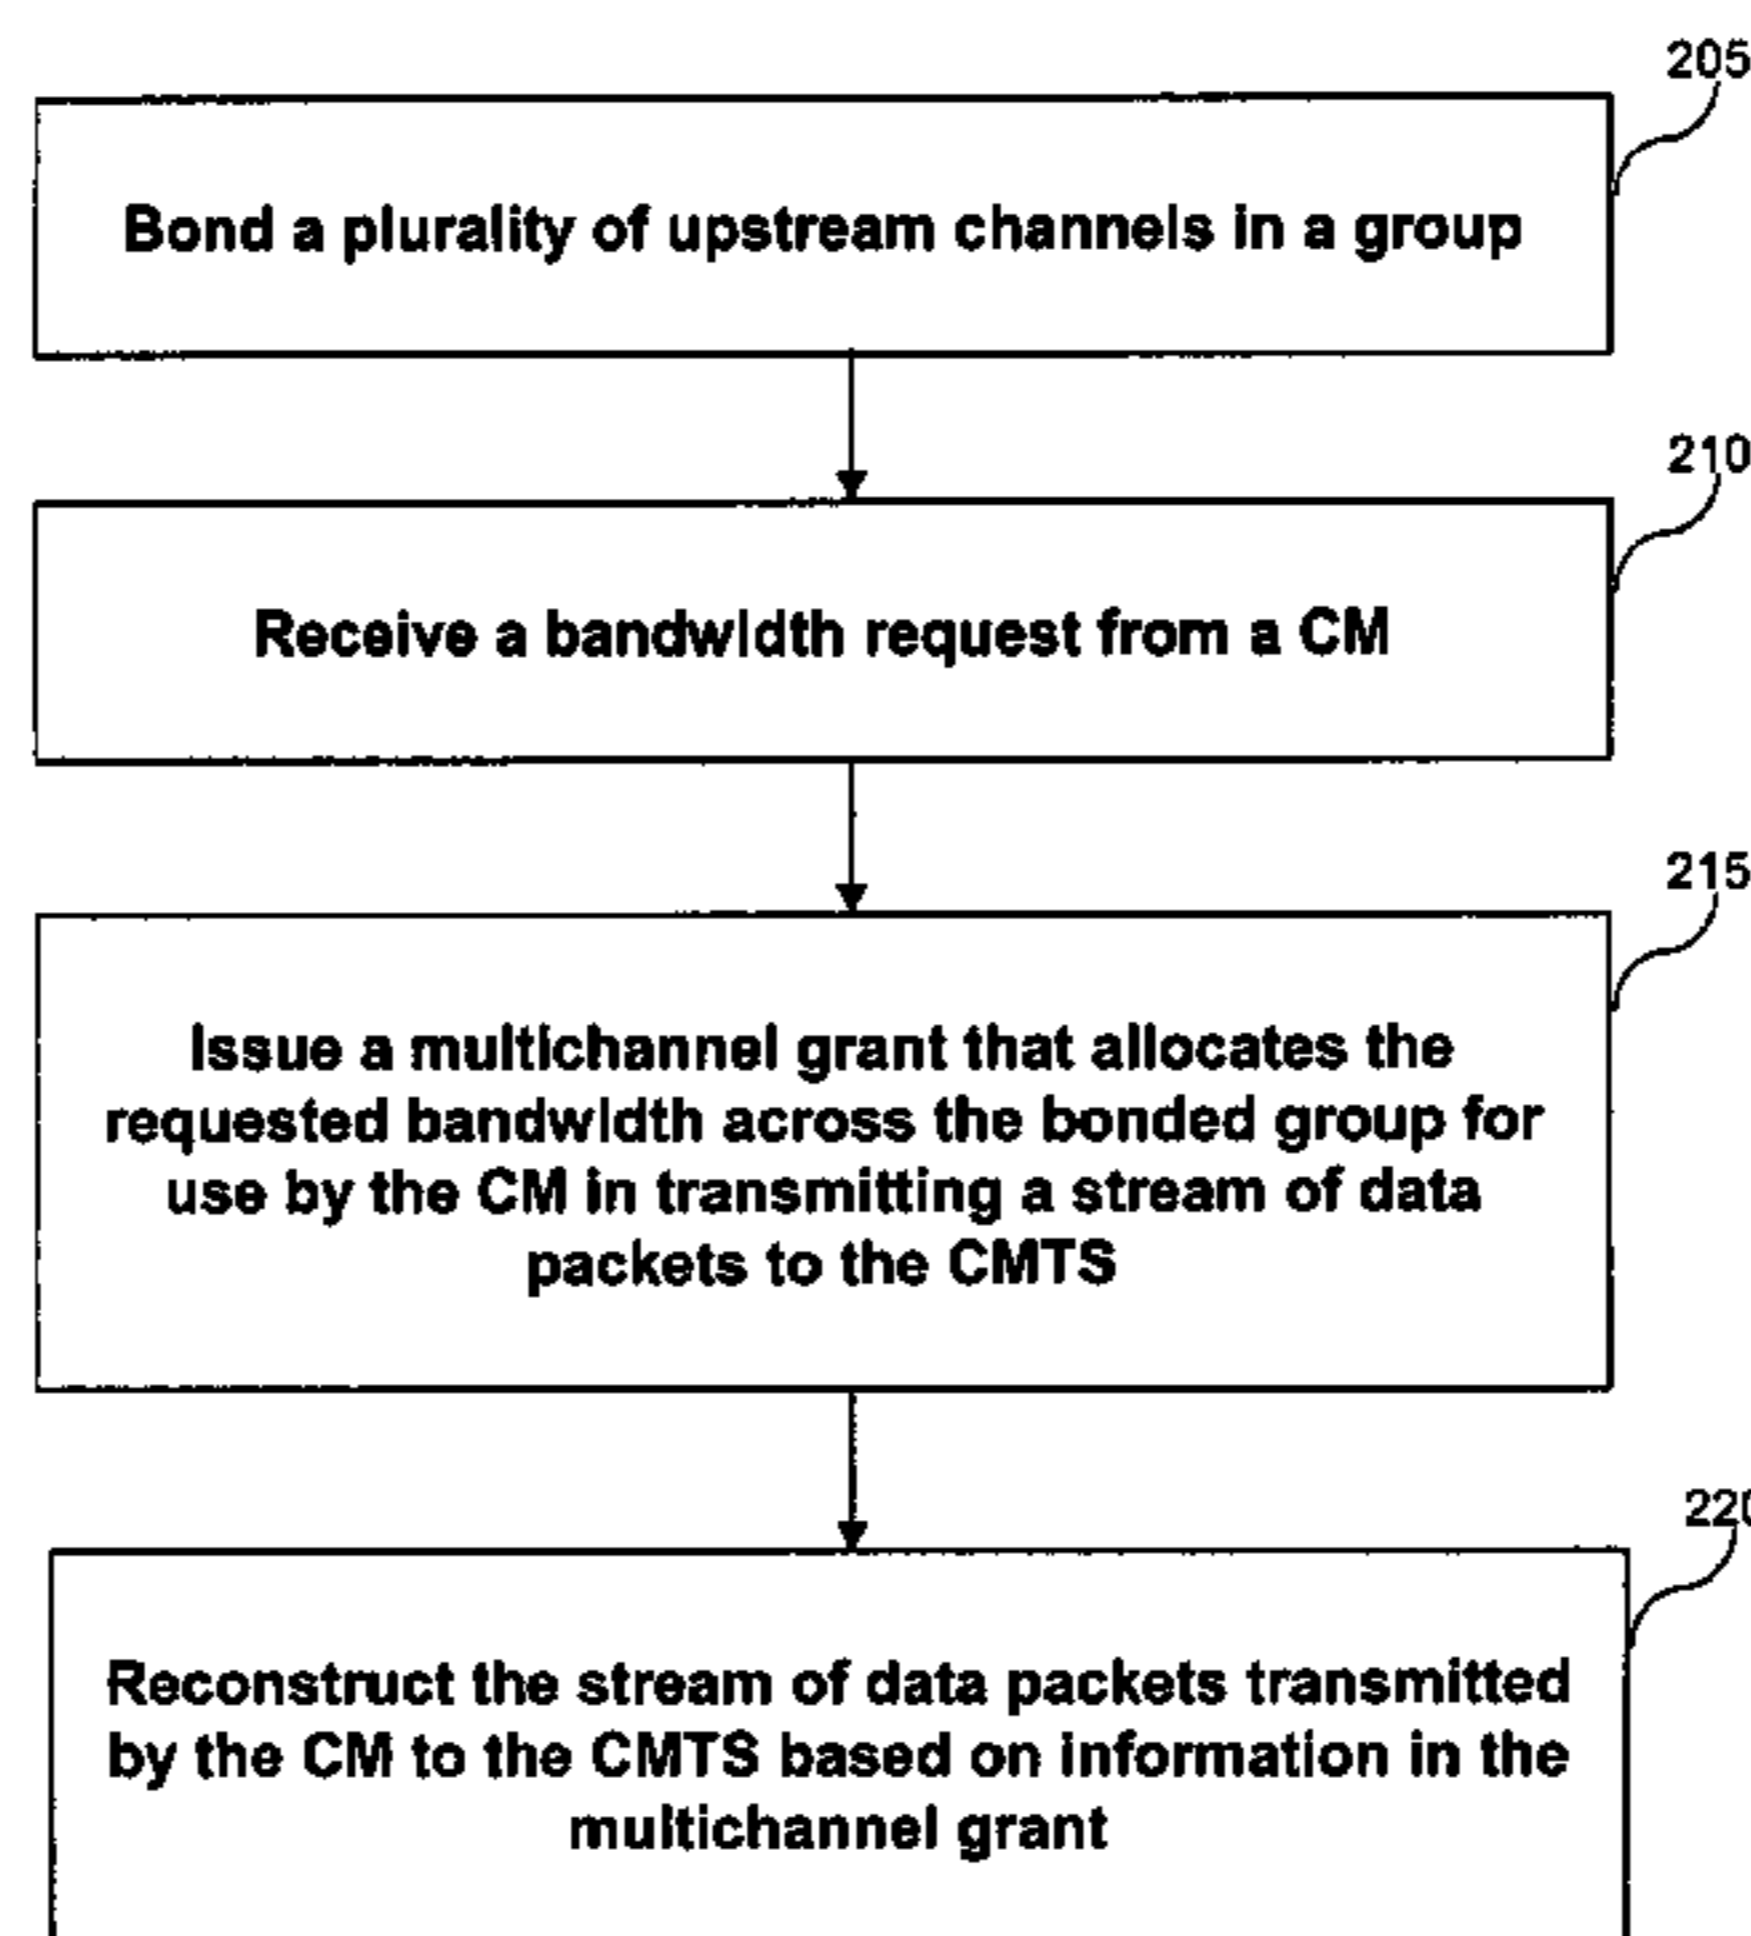 205
Bond a plurality of upstream channels in a group
210
Receive a bandwidth request from a CM
215
Issue a multichannel grant that allocates the
requested bandwidth across the bonded group for
use by the CM in transmitting a stream of data
packets to the CMTS
220
Reconstruct the stream of data packets transmitted
by the CM to the CMTS based on information in the
multichannel grant